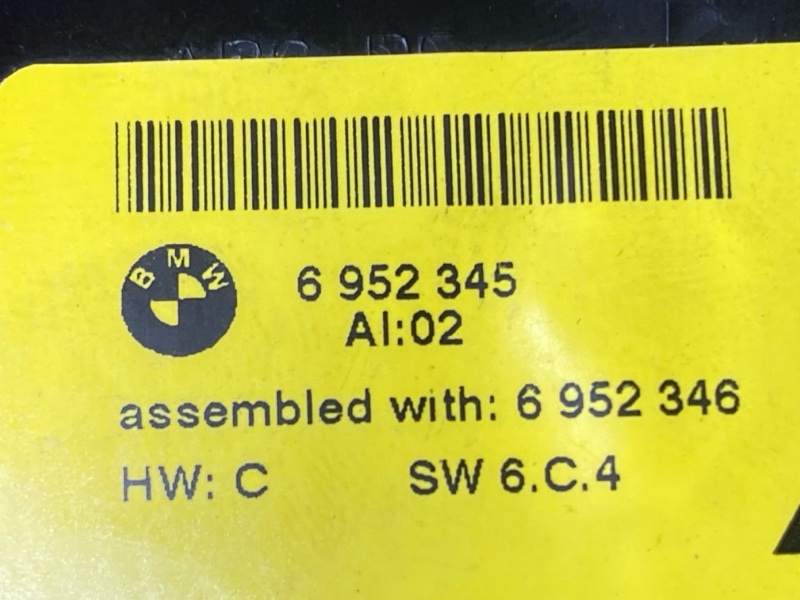 BMW
6 952 345
AI:02
assembled with: 6 952 346
HW: C SW 6.C.4